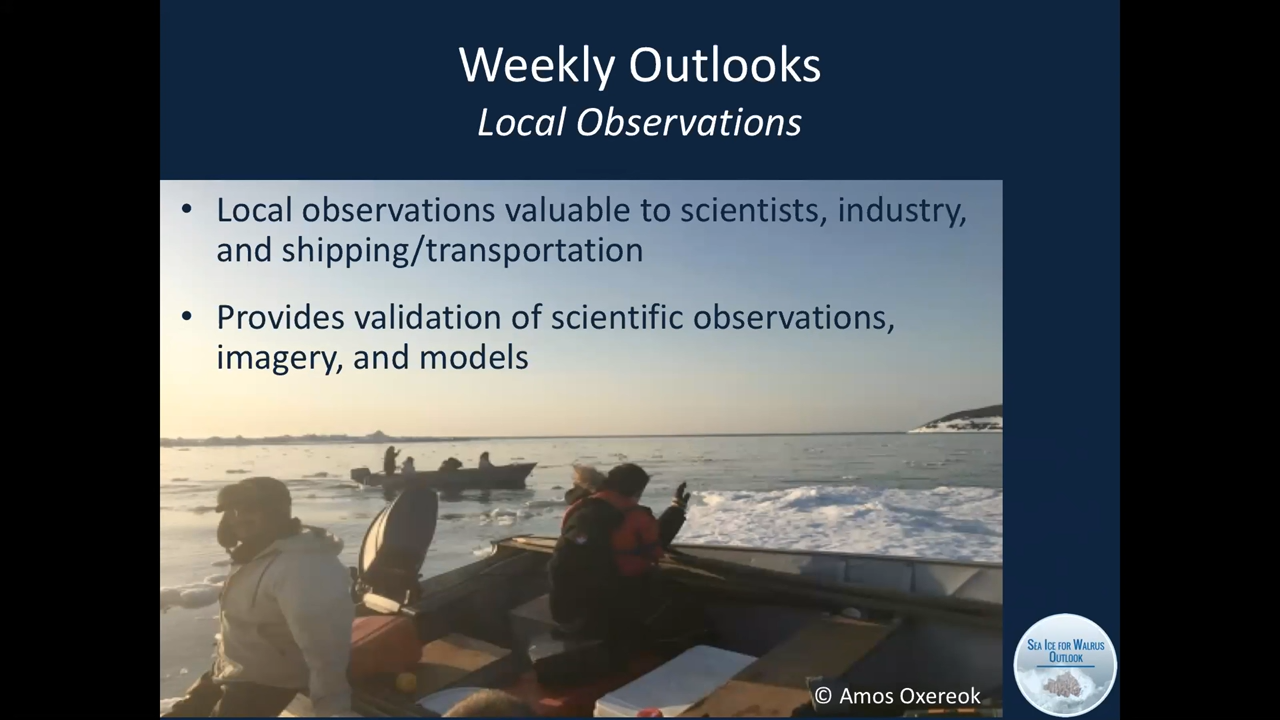 Weekly Outlooks
Local Observations
• Local observations valuable to scientists, industry,
and shipping/transportation
• Provides validation of scientific observations,
imagery, and models
© Amos Oxereok
SEA ICE FOR WALRUS
OUTLOOK